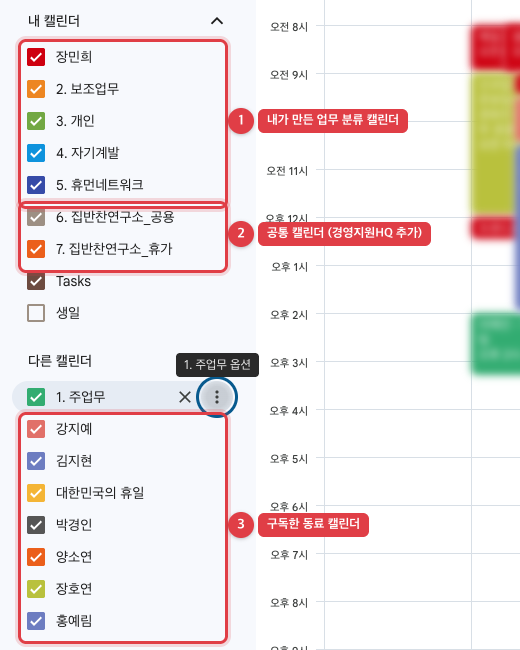 내 캘린더
장민희
2. 보조업무
3. 개인
4. 자기계발
5. 휴먼네트워크
6. 집반찬연구소_공용
7. 집반찬연구소_휴가
Tasks
생일
다른 캘린더
1. 주업무 옵션
1. 주업무
강지예
김지현
대한민국의 휴일
박경인
양소연
장호연
홍예림
1 내가 만든 업무 분류 캘린더
2 공통 캘린더 (경영지원HQ 추가)
3 구독한 동료 캘린더
오전 8시
오전 9시
오전 11시
오후 12시
오후 1시
오후 2시
오후 3시
오후 4시
오후 5시
오후 6시
오후 7시
오후 8시